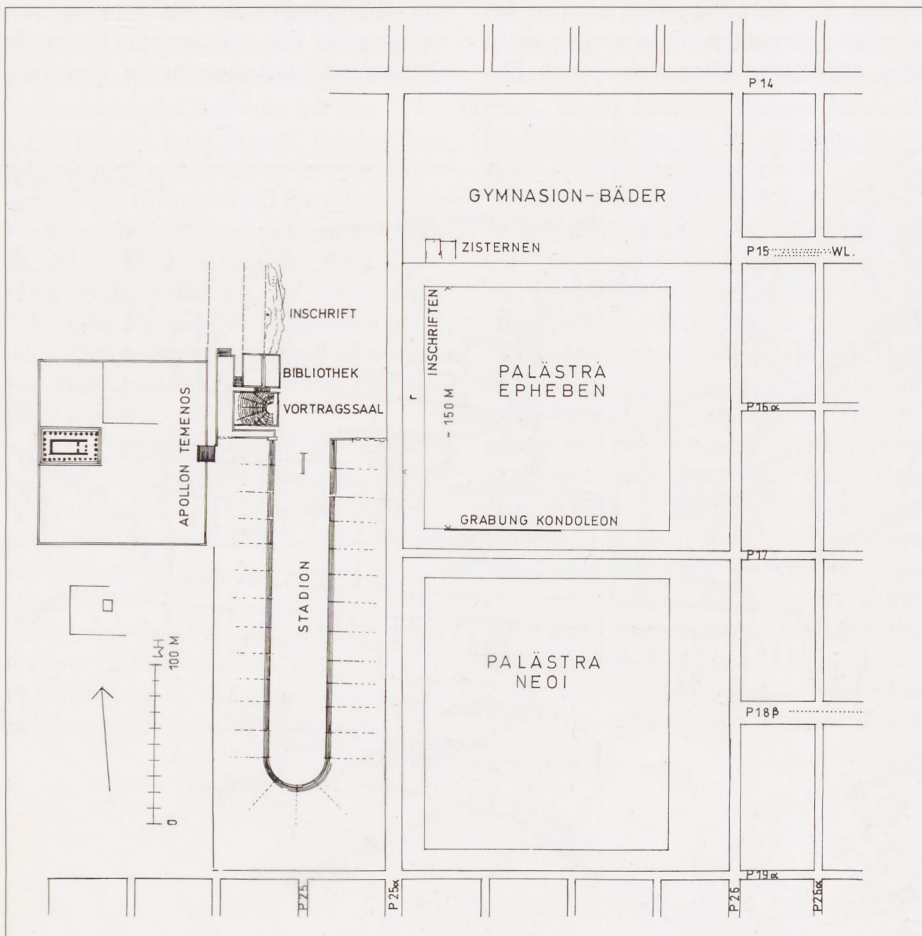 P14
GYMNASION-BÄDER
ZISTERNEN
P15
WL.
INSCHRIFT
INSCHRIFTEN
BIBLIOTHEK
PALÄSTRA
EPHEBEN
~150 M
VORTRAGSSAAL
P16α
APOLLON TEMENOS
GRABUNG KONDOLEON
P17
STADION
WH
100 M
0
PALÄSTRA
NEOI
P18β
P19α
P25
P25α
P26
P26α